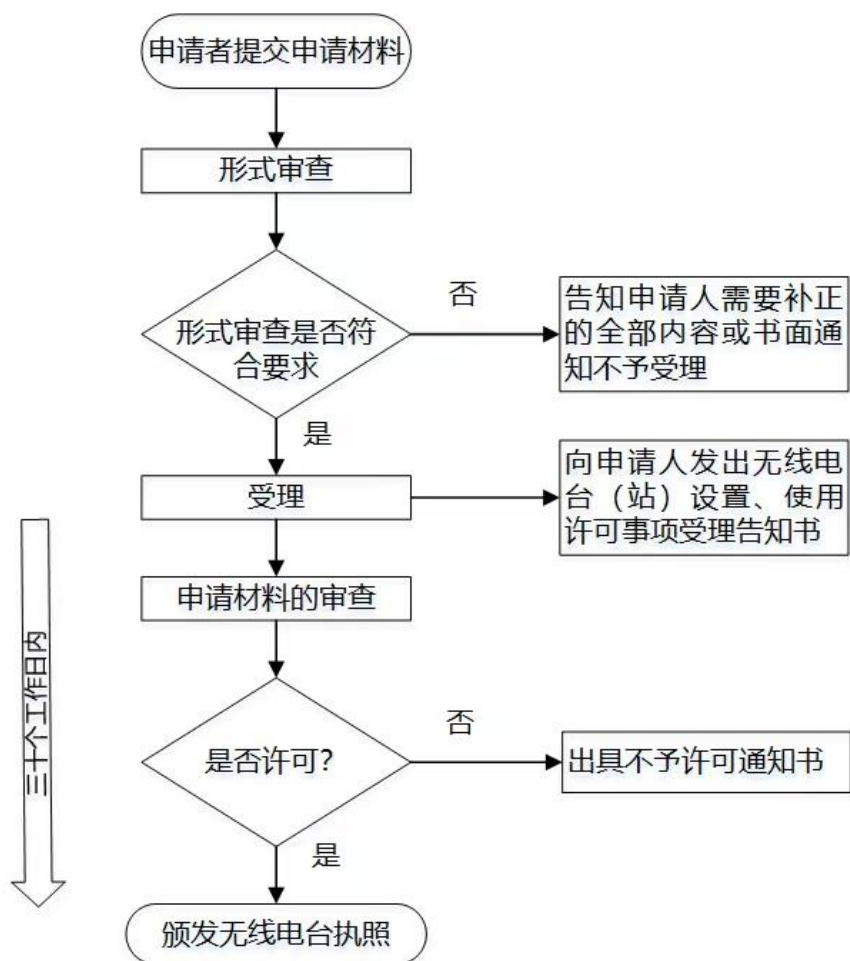 申请者提交申请材料
形式审查
形式审查是否符
合要求
否
告知申请人需要补正
的全部内容或书面通
知不予受理
是
受理
向申请人发出无线电
台（站）设置、使用
许可事项受理告知书
申请材料的审查
三十个工作日内
是否许可？
否
出具不予许可通知书
是
颁发无线电台执照